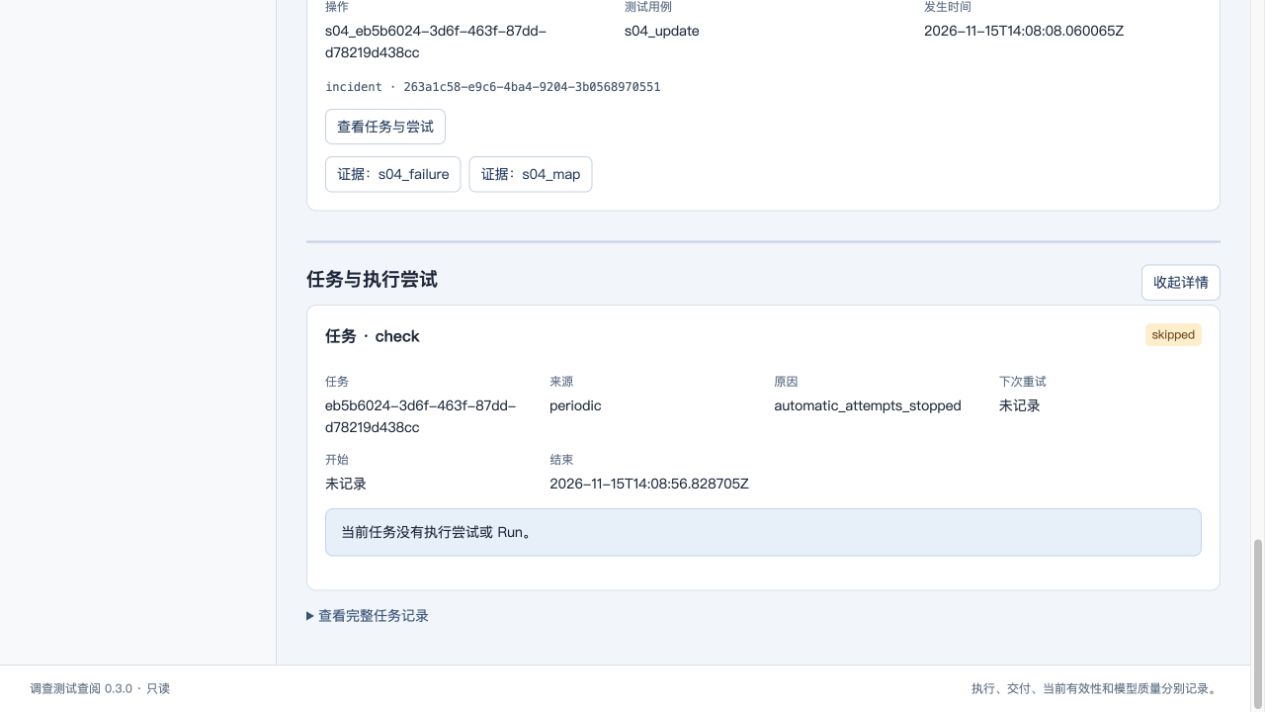 操作 测试用例 发生时间
s04_eb5b6024-3d6f-463f-87dd- s04_update 2026-11-15T14:08:08.060065Z
d78219d438cc
incident · 263a1c58-e9c6-4ba4-9204-3b0568970551
查看任务与尝试
证据：s04_failure 证据：s04_map
任务与执行尝试 收起详情
任务 · check skipped
任务 来源 原因 下次重试
eb5b6024-3d6f-463f-87dd- periodic automatic_attempts_stopped 未记录
d78219d438cc
开始 结束
未记录 2026-11-15T14:08:56.828705Z
当前任务没有执行尝试或 Run。
▶ 查看完整任务记录
调查测试查阅 0.3.0 · 只读 执行、交付、当前有效性和模型质量分别记录。